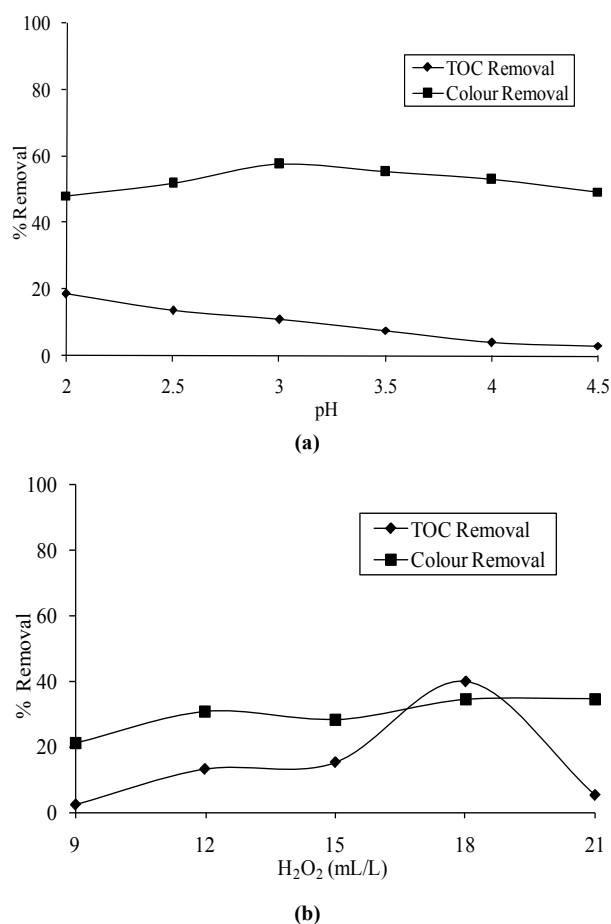 100
80
60
40
20
0
% Removal
TOC Removal
Colour Removal
2 2.5 3 3.5 4 4.5
pH
(a)
100
80
60
40
20
0
% Removal
TOC Removal
Colour Removal
9 12 15 18 21
H₂O₂ (mL/L)
(b)